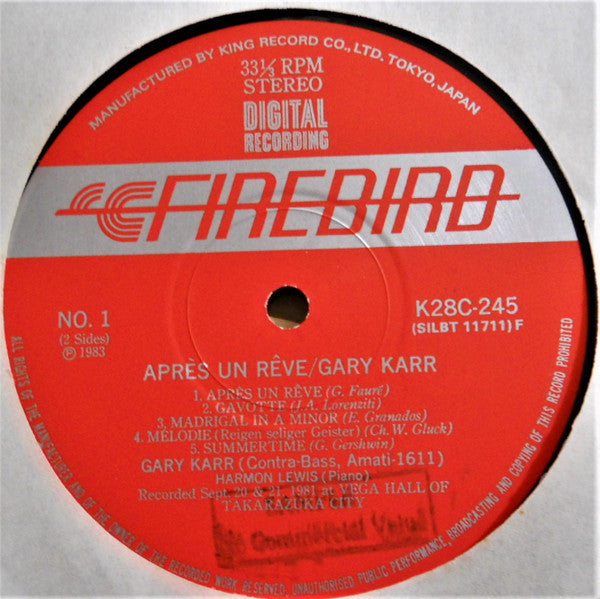 MANUFACTURED BY KING RECORD CO., LTD. TOKYO, JAPAN
33⅓ RPM
STEREO
DIGITAL
RECORDING
FIREBIRD
NO. 1
(2 Sides)
Ⓟ 1983
K28C-245
(SILBT 11711) F
APRÈS UN RÊVE/GARY KARR
1. APRÈS UN RÊVE (G. Fauré)
2. GAVOTTE (J.A. Lorenziti)
3. MADRIGAL IN A MINOR (E. Granados)
4. MÉLODIE (Reigen seliger Geister) (Ch. W. Gluck)
5. SUMMERTIME (G. Gershwin)
GARY KARR (Contra-Bass, Amati-1611)
HARMON LEWIS (Piano)
Recorded Sept. 20 & 21, 1981 at VEGA HALL OF
TAKARAZUKA CITY
No Commercial Value
ALL RIGHTS OF THE MANUFACTURER AND OF THE OWNER OF THE RECORDED WORK RESERVED. UNAUTHORISED PUBLIC PERFORMANCE, BROADCASTING AND COPYING OF THIS RECORD PROHIBITED